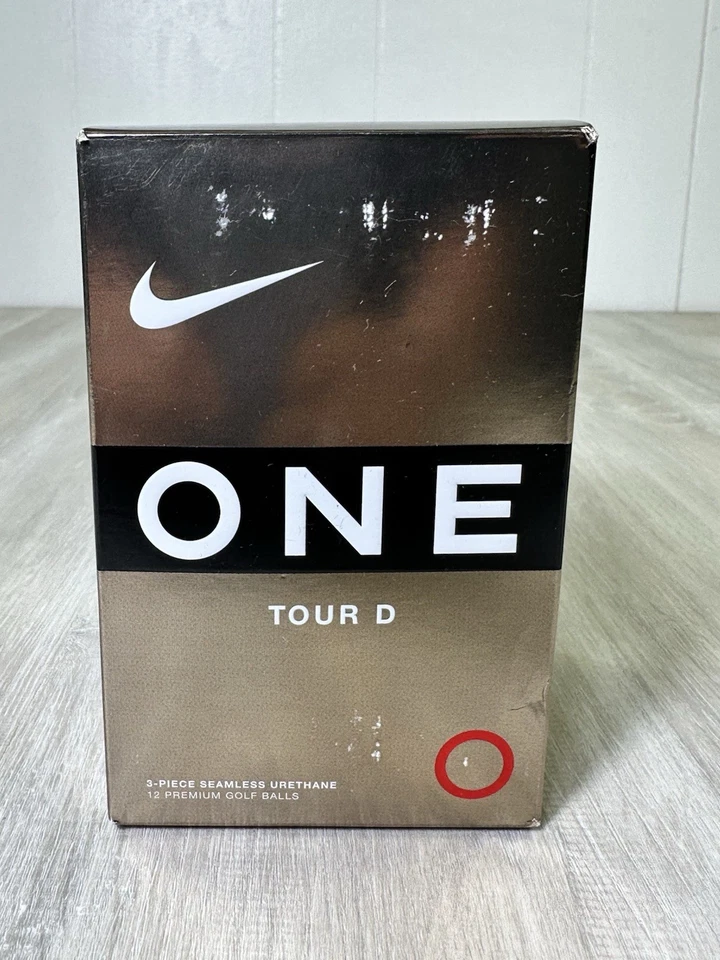 ONE
TOUR D
3-PIECE SEAMLESS URETHANE
12 PREMIUM GOLF BALLS